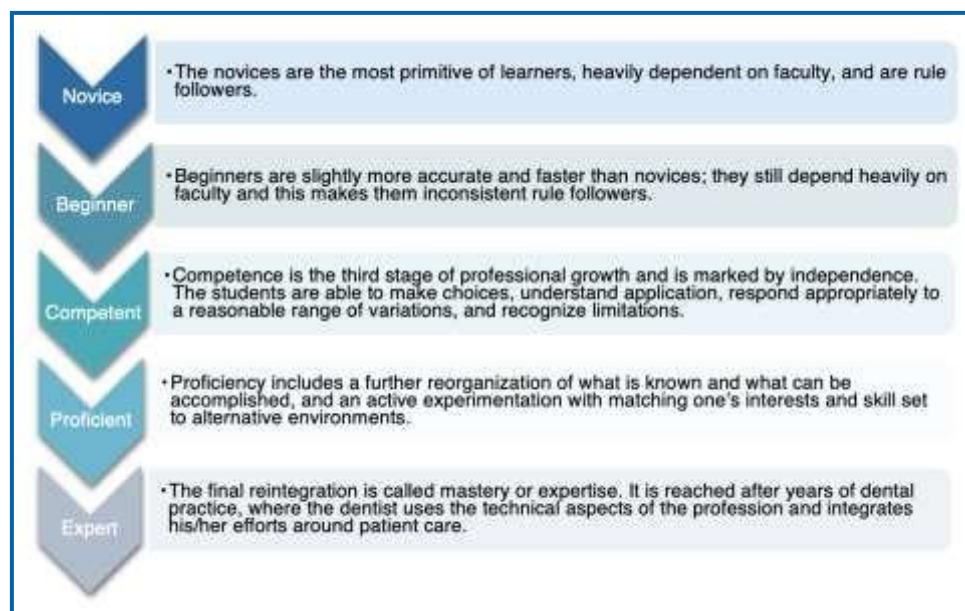 Novice
•The novices are the most primitive of learners, heavily dependent on faculty, and are rule
followers.
Beginner
•Beginners are slightly more accurate and faster than novices; they still depend heavily on
faculty and this makes them inconsistent rule followers.
Competent
•Competence is the third stage of professional growth and is marked by independence.
The students are able to make choices, understand application, respond appropriately to
a reasonable range of variations, and recognize limitations.
Proficient
•Proficiency includes a further reorganization of what is known and what can be
accomplished, and an active experimentation with matching one's interests and skill set
to alternative environments.
Expert
•The final reintegration is called mastery or expertise. It is reached after years of dental
practice, where the dentist uses the technical aspects of the profession and integrates
his/her efforts around patient care.